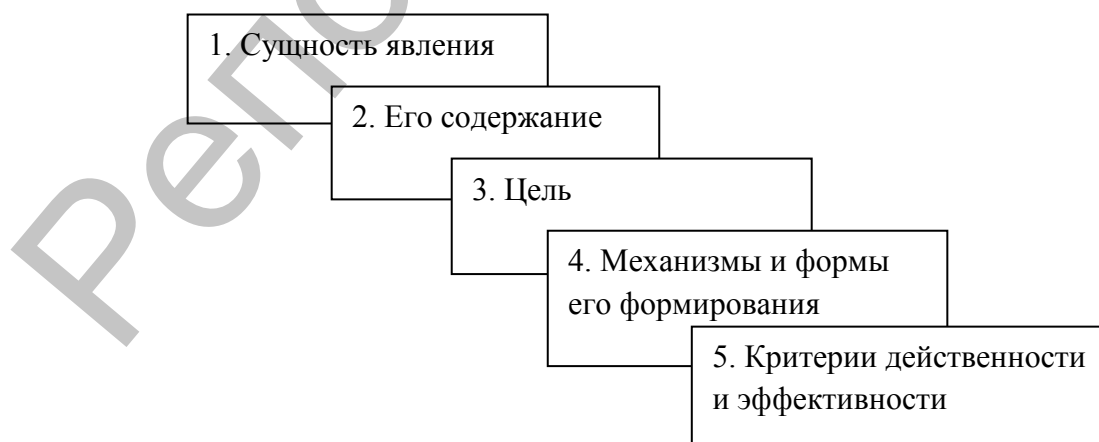 1. Сущность явления
2. Его содержание
3. Цель
4. Механизмы и формы
его формирования
5. Критерии действенности
и эффективности